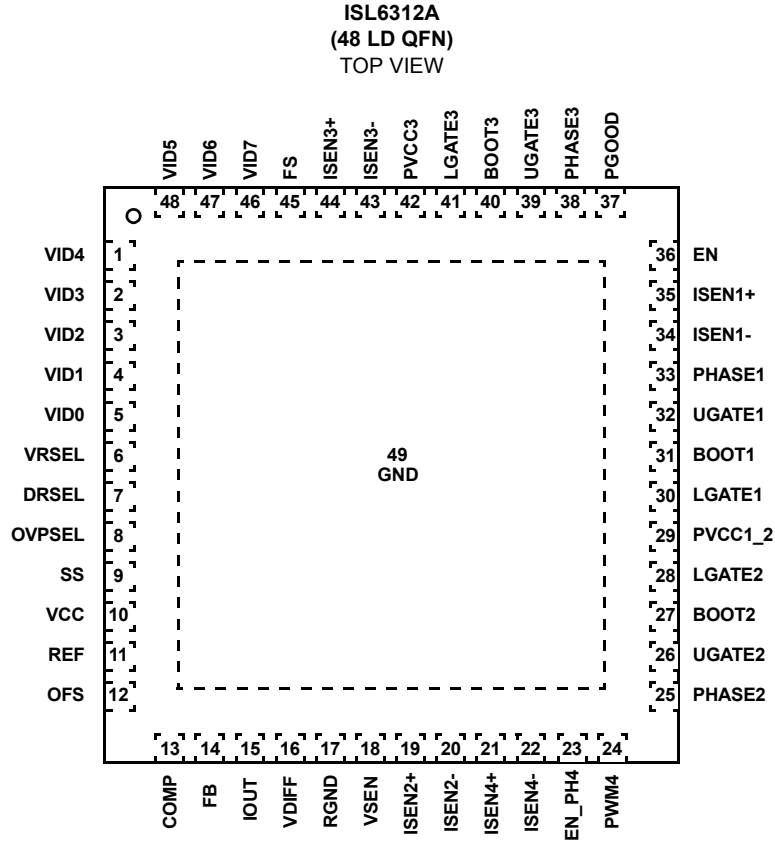 ISL6312A
(48 LD QFN)
TOP VIEW
VID5
VID6
VID7
FS
ISEN3+
ISEN3-
PVCC3
LGATE3
BOOT3
UGATE3
PHASE3
PGOOD
48 47 46 45 44 43 42 41 40 39 38 37
VID4 1
VID3 2
VID2 3
VID1 4
VID0 5
VRSEL 6
DRSEL 7
OVPSEL 8
SS 9
VCC 10
REF 11
OFS 12
49
GND
36 EN
35 ISEN1+
34 ISEN1-
33 PHASE1
32 UGATE1
31 BOOT1
30 LGATE1
29 PVCC1_2
28 LGATE2
27 BOOT2
26 UGATE2
25 PHASE2
13 14 15 16 17 18 19 20 21 22 23 24
COMP
FB
IOUT
VDIFF
RGND
VSEN
ISEN2+
ISEN2-
ISEN4+
ISEN4-
EN_PH4
PWM4